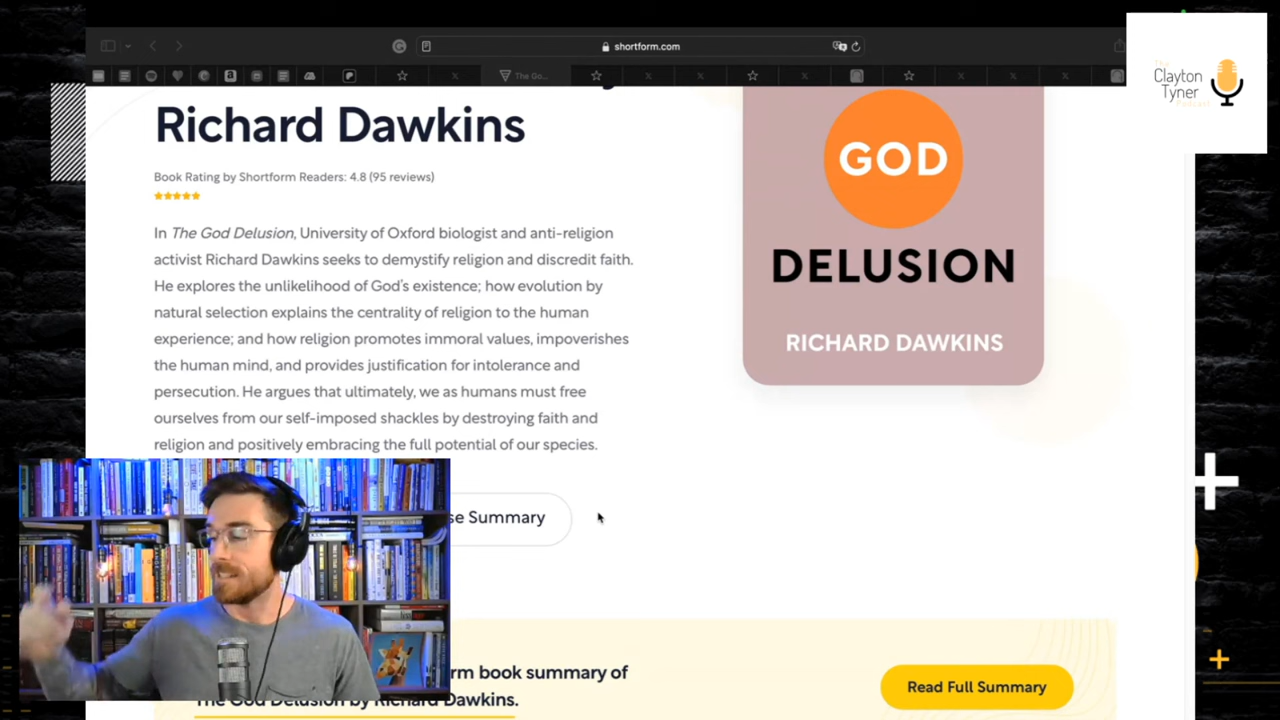 shortform.com
The Go...
The
Clayton
Tyner
Podcast
Richard Dawkins
Book Rating by Shortform Readers: 4.8 (95 reviews)
In The God Delusion, University of Oxford biologist and anti-religion
activist Richard Dawkins seeks to demystify religion and discredit faith.
He explores the unlikelihood of God's existence; how evolution by
natural selection explains the centrality of religion to the human
experience; and how religion promotes immoral values, impoverishes
the human mind, and provides justification for intolerance and
persecution. He argues that ultimately, we as humans must free
ourselves from our self-imposed shackles by destroying faith and
religion and positively embracing the full potential of our species.
GOD
DELUSION
RICHARD DAWKINS
se Summary
rm book summary of
The God Delusion by Richard Dawkins.
Read Full Summary